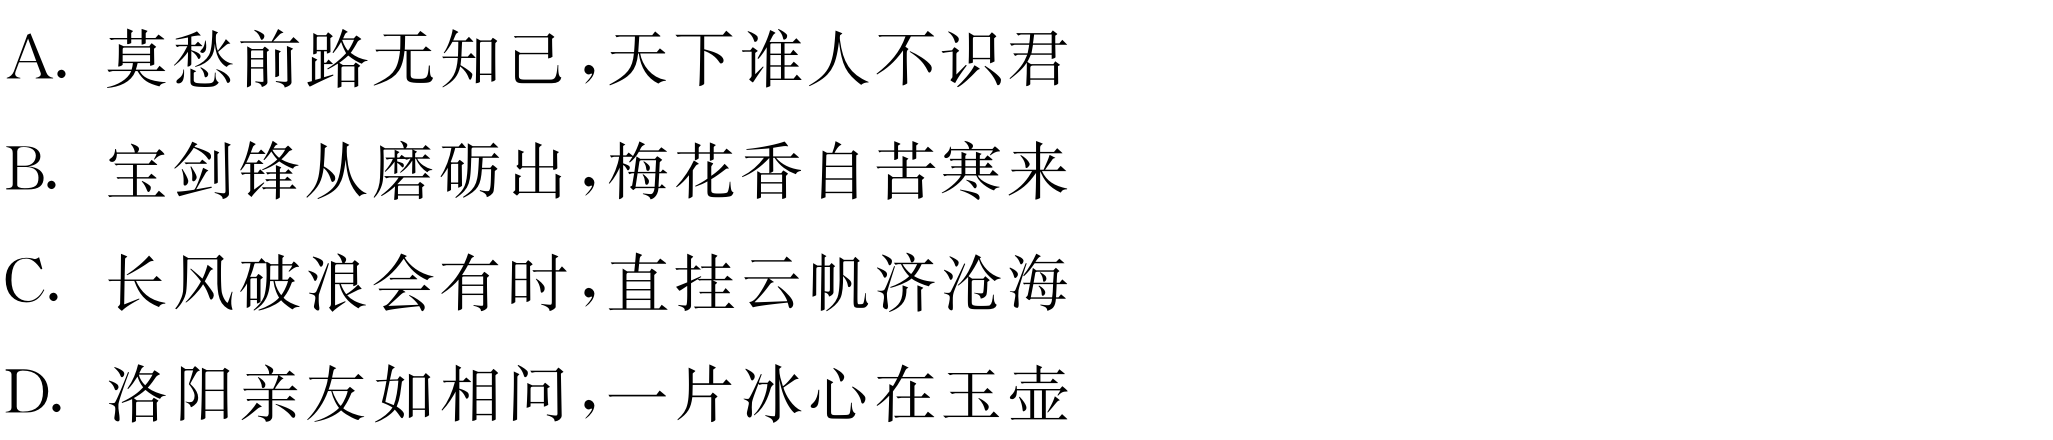 A. 莫愁前路无知己,天下谁人不识君
B. 宝剑锋从磨砺出,梅花香自苦寒来
C. 长风破浪会有时,直挂云帆济沧海
D. 洛阳亲友如相问,一片冰心在玉壶